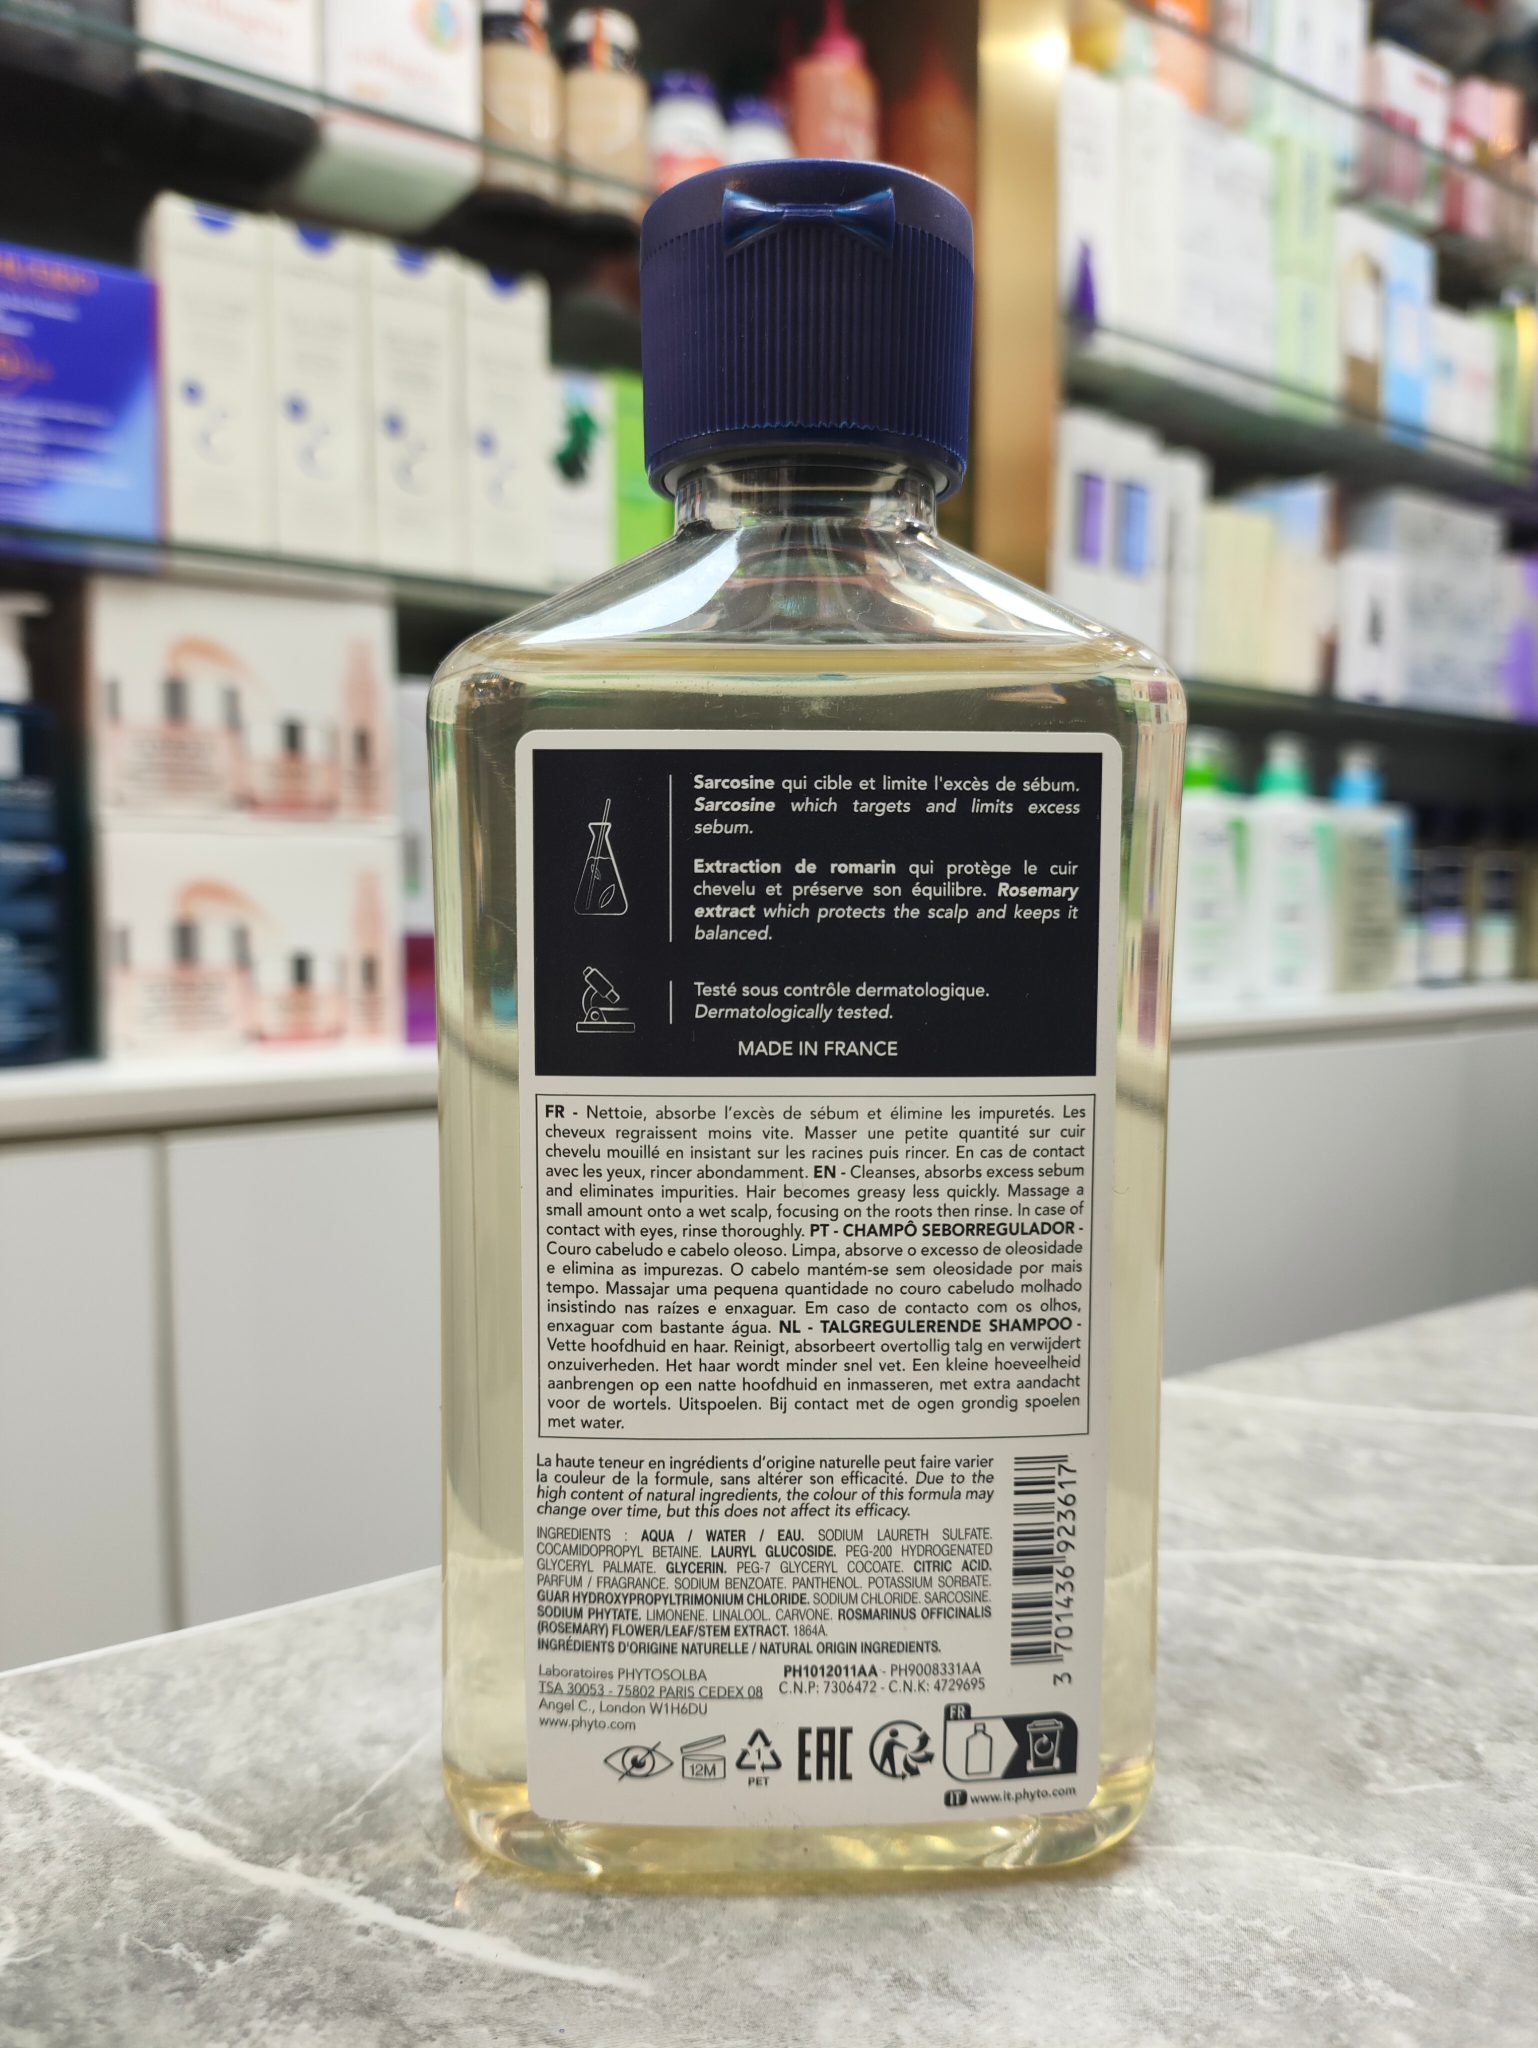 Sarcosine qui cible et limite l'excès de sébum.
Sarcosine which targets and limits excess
sebum.
Extraction de romarin qui protège le cuir
chevelu et préserve son équilibre. Rosemary
extract which protects the scalp and keeps it
balanced.
Testé sous contrôle dermatologique.
Dermatologically tested.
MADE IN FRANCE
FR - Nettoie, absorbe l'excès de sébum et élimine les impuretés. Les
cheveux regraissent moins vite. Masser une petite quantité sur cuir
chevelu mouillé en insistant sur les racines puis rincer. En cas de contact
avec les yeux, rincer abondamment. EN - Cleanses, absorbs excess sebum
and eliminates impurities. Hair becomes greasy less quickly. Massage a
small amount onto a wet scalp, focusing on the roots then rinse. In case of
contact with eyes, rinse thoroughly. PT - CHAMPÔ SEBORREGULADOR -
Couro cabeludo e cabelo oleoso. Limpa, absorve o excesso de oleosidade
e elimina as impurezas. O cabelo mantém-se sem oleosidade por mais
tempo. Massajar uma pequena quantidade no couro cabeludo molhado
insistindo nas raízes e enxaguar. Em caso de contacto com os olhos,
enxaguar com bastante água. NL - TALGREGULERENDE SHAMPOO -
Vette hoofdhuid en haar. Reinigt, absorbeert overtollig talg en verwijdert
onzuiverheden. Het haar wordt minder snel vet. Een kleine hoeveelheid
aanbrengen op een natte hoofdhuid en inmasseren, met extra aandacht
voor de wortels. Uitspoelen. Bij contact met de ogen grondig spoelen
met water.
La haute teneur en ingrédients d'origine naturelle peut faire varier
la couleur de la formule, sans altérer son efficacité. Due to the
high content of natural ingredients, the colour of this formula may
change over time, but this does not affect its efficacy.
INGREDIENTS : AQUA / WATER / EAU. SODIUM LAURETH SULFATE.
COCAMIDOPROPYL BETAINE. LAURYL GLUCOSIDE. PEG-200 HYDROGENATED
GLYCERYL PALMATE. GLYCERIN. PEG-7 GLYCERYL COCOATE. CITRIC ACID.
PARFUM / FRAGRANCE. SODIUM BENZOATE. PANTHENOL. POTASSIUM SORBATE.
GUAR HYDROXYPROPYLTRIMONIUM CHLORIDE. SODIUM CHLORIDE. SARCOSINE.
SODIUM PHYTATE. LIMONENE. LINALOOL. CARVONE. ROSMARINUS OFFICINALIS
(ROSEMARY) FLOWER/LEAF/STEM EXTRACT. 1864A.
INGRÉDIENTS D'ORIGINE NATURELLE / NATURAL ORIGIN INGREDIENTS.
3 701436 923617
Laboratoires PHYTOSOLBA
TSA 30053 - 75802 PARIS CEDEX 08
Angel C., London W1H6DU
www.phyto.com
PH1012011AA - PH9008331AA
C.N.P: 7306472 - C.N.K: 4729695
12M
1
PET
EAC
FR
IT www.it.phyto.com